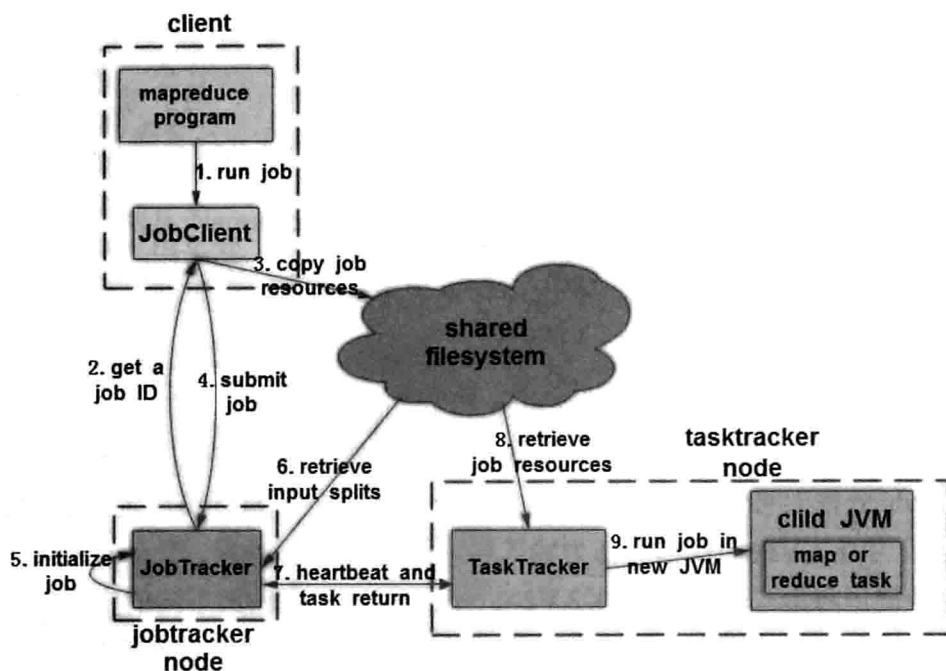 client
mapreduce
program
1. run job
JobClient
3. copy job
resources
shared
filesystem
2. get a
job ID
4. submit
job
6. retrieve
input splits
8. retrieve
job resources
tasktracker
node
5. initialize
job
JobTracker
7. heartbeat and
task return
TaskTracker
9. run job in
new JVM
clild JVM
map or
reduce task
jobtracker
node